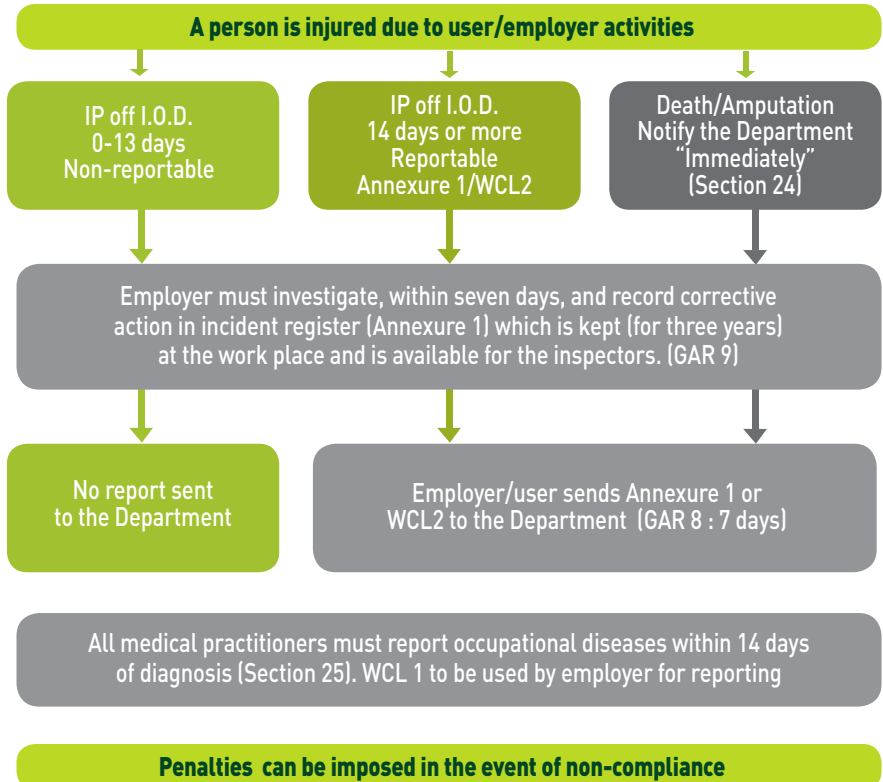 A person is injured due to user/employer activities
IP off I.O.D.
0-13 days
Non-reportable
IP off I.O.D.
14 days or more
Reportable
Annexure 1/WCL2
Death/Amputation
Notify the Department
“Immediately”
(Section 24)
Employer must investigate, within seven days, and record corrective
action in incident register (Annexure 1) which is kept (for three years)
at the work place and is available for the inspectors. (GAR 9)
No report sent
to the Department
Employer/user sends Annexure 1 or
WCL2 to the Department (GAR 8 : 7 days)
All medical practitioners must report occupational diseases within 14 days
of diagnosis (Section 25). WCL 1 to be used by employer for reporting
Penalties can be imposed in the event of non-compliance